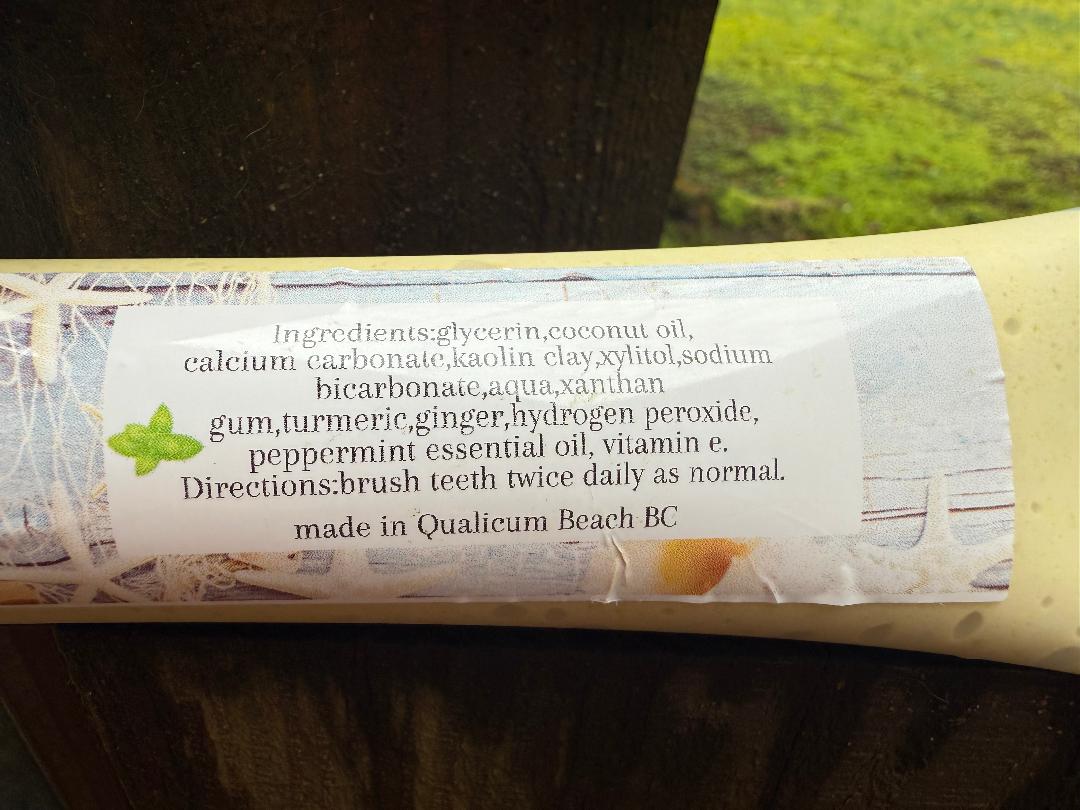 Ingredients:glycerin,coconut oil,
calcium carbonate,kaolin clay,xylitol,sodium
bicarbonate,aqua,xanthan
gum,turmeric,ginger,hydrogen peroxide,
peppermint essential oil, vitamin e.
Directions:brush teeth twice daily as normal.
made in Qualicum Beach BC